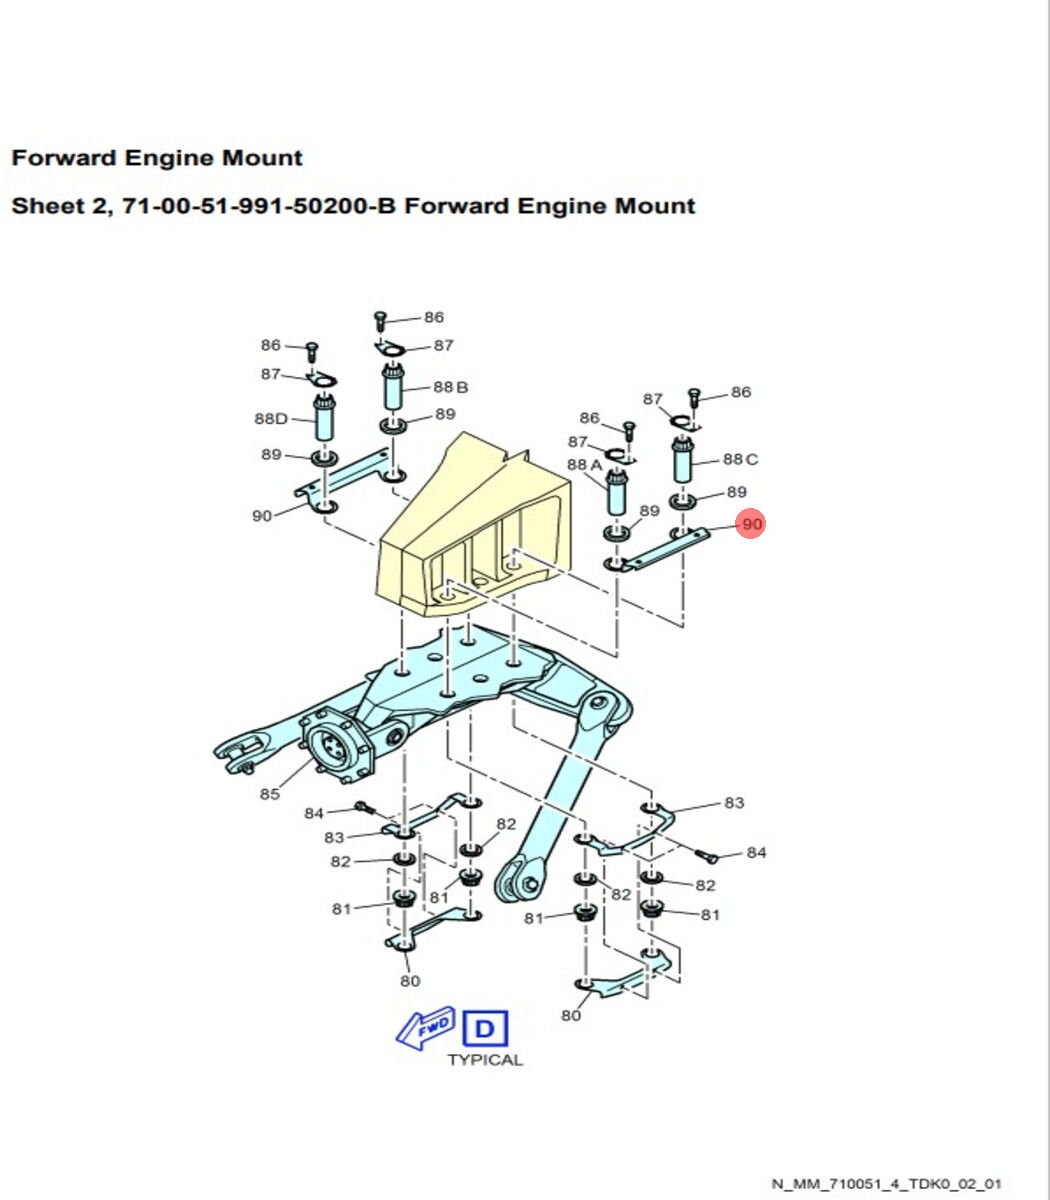 Forward Engine Mount
Sheet 2, 71-00-51-991-50200-B Forward Engine Mount
86
86
87
87
88B
86
87
88D
89
86
87
89
88A
88C
89
90
89
90
85
84
83
83
82
82
84
82
82
81
81
81
81
80
80
FWD
D
TYPICAL
N_MM_710051_4_TDK0_02_01